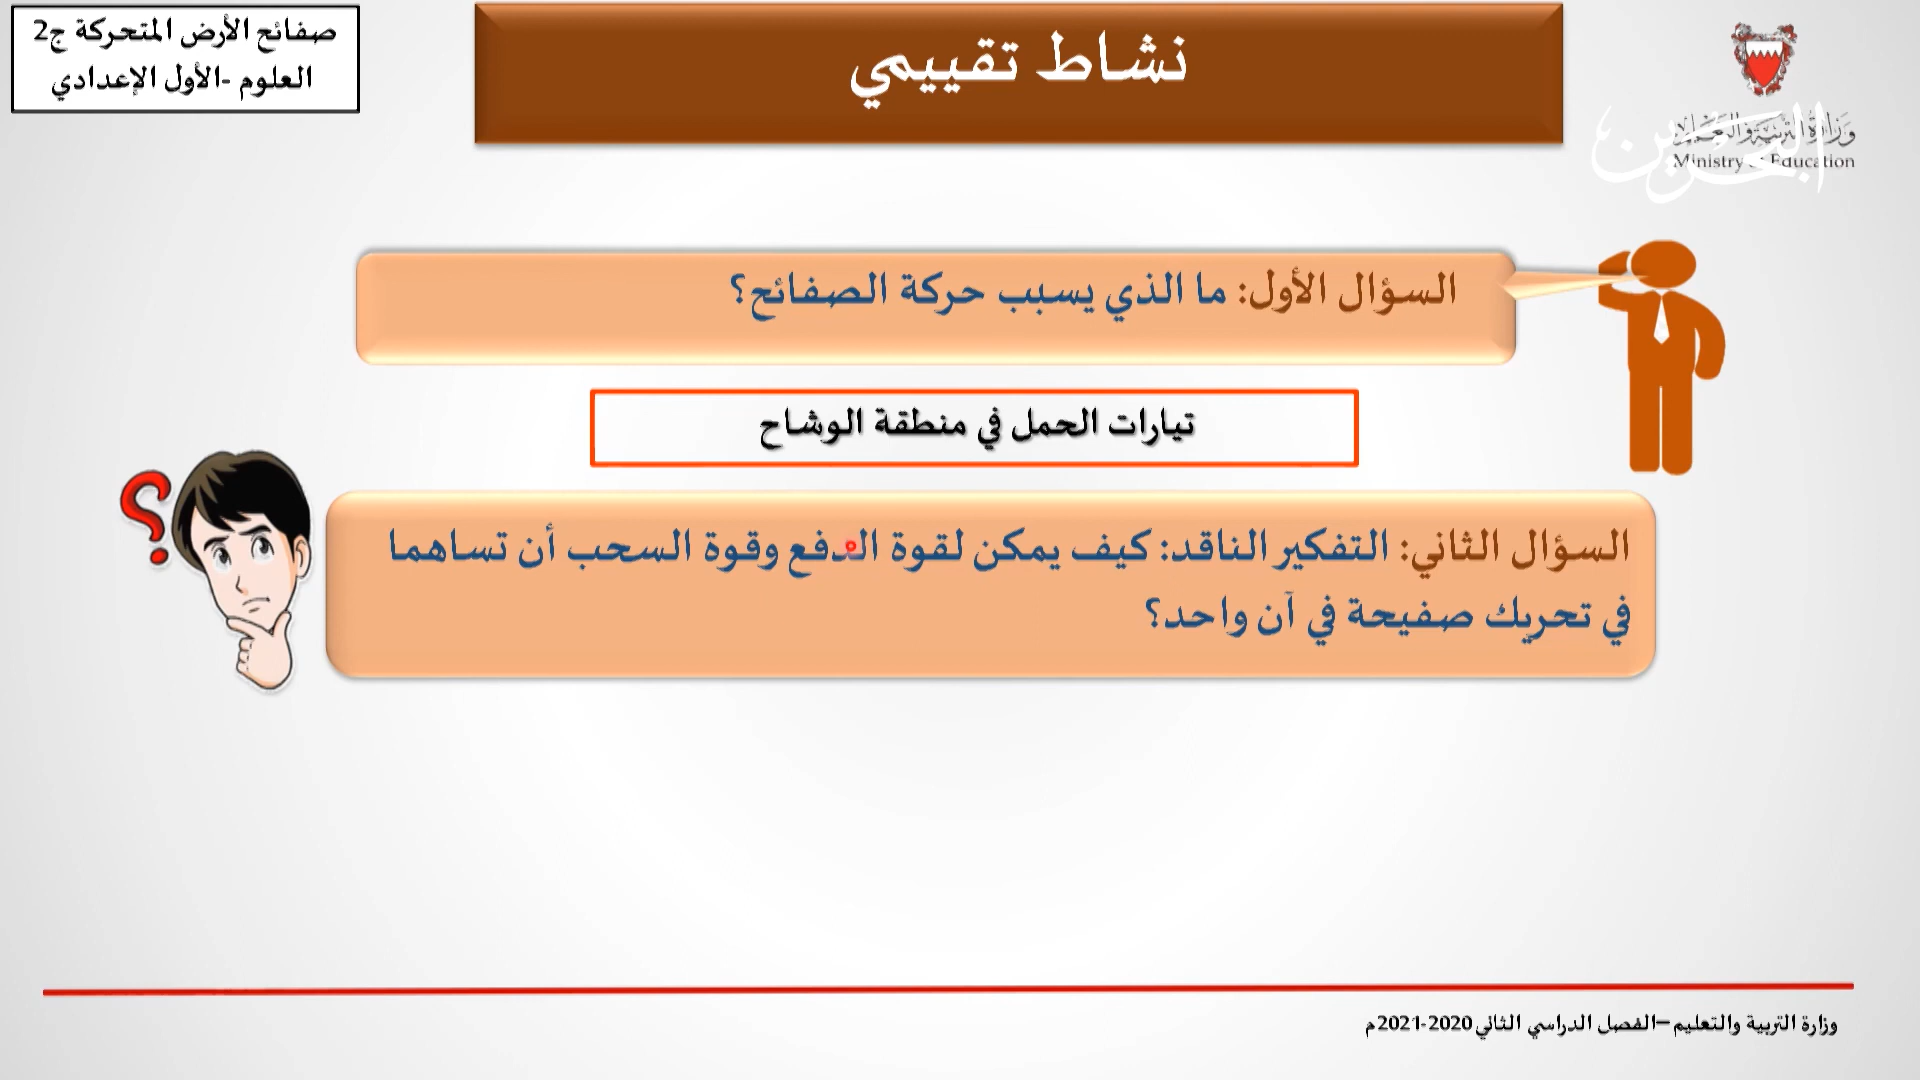 صفائح الأرض المتحركة ج2
العلوم -الأول الإعدادي
نشاط تقييمي
وزارة التربية والتعليم
Ministry of Education
البحرين
السؤال الأول: ما الذي يسبب حركة الصفائح؟
تيارات الحمل في منطقة الوشاح
السؤال الثاني: التفكير الناقد: كيف يمكن لقوة الدفع وقوة السحب أن تساهما
في تحريك صفيحة في آن واحد؟
؟
وزارة التربية والتعليم –الفصل الدراسي الثاني 2020-2021م